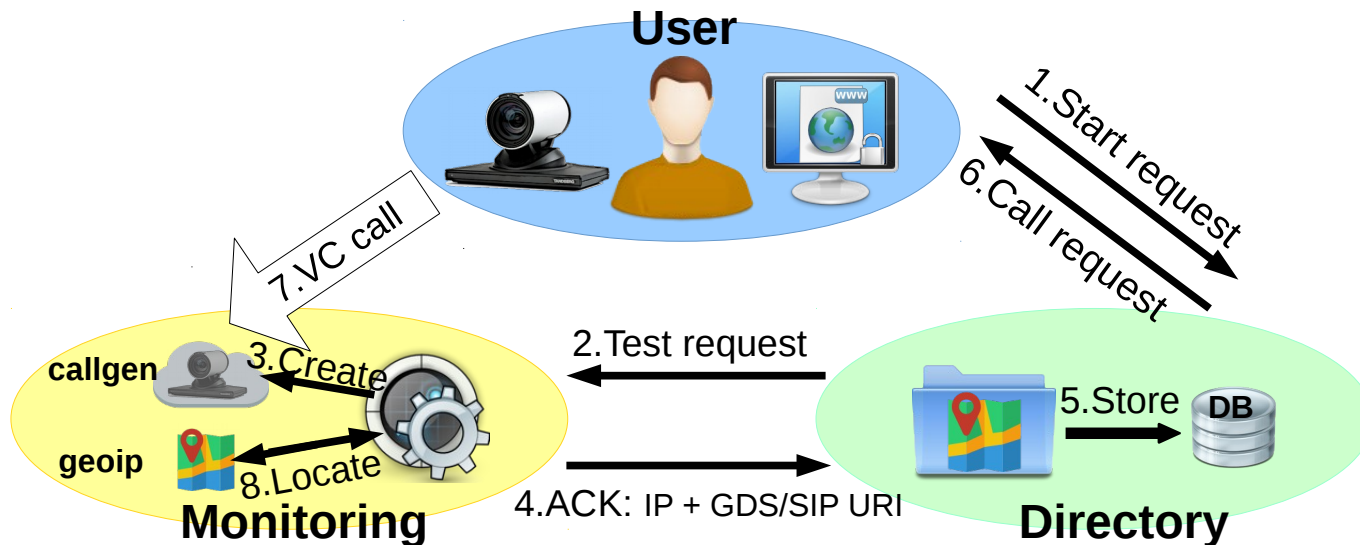 User
www
1.Start request
6.Call request
7.VC call
2.Test request
callgen
3.Create
geoip
8.Locate
5.Store
DB
4.ACK: IP + GDS/SIP URI
Monitoring
Directory